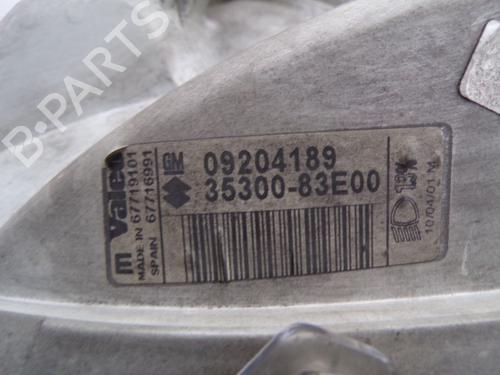 B-PARTS
valeo
MADE IN 67719101
SPAIN 67716991
GM 09204189
35300-83E00
10/04/01 M